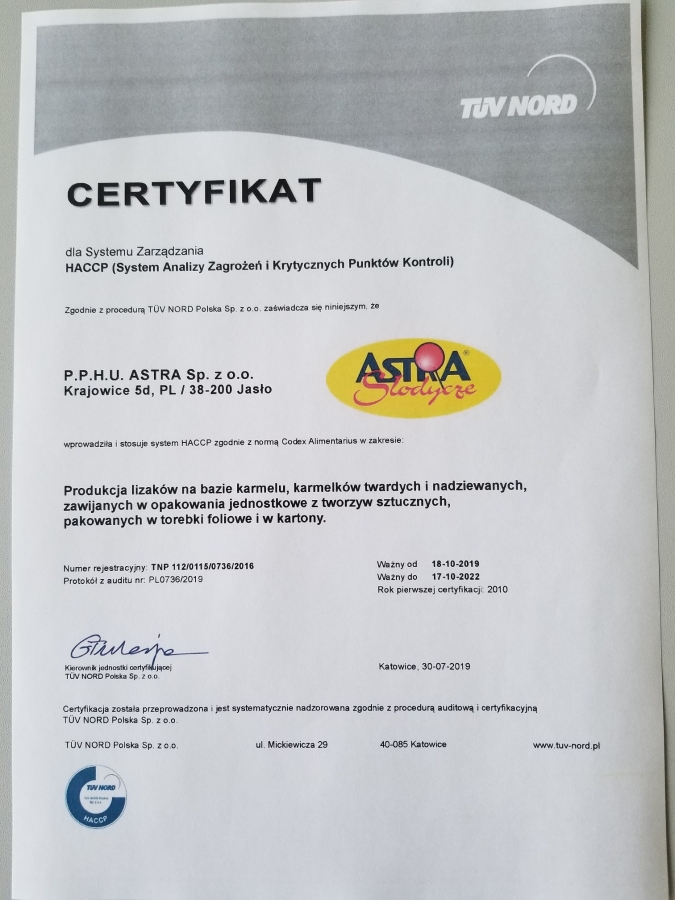 TÜV NORD
CERTYFIKAT
dla Systemu Zarządzania
HACCP (System Analizy Zagrożeń i Krytycznych Punktów Kontroli)
Zgodnie z procedurą TÜV NORD Polska Sp. z o.o. zaświadcza się niniejszym, że
P.P.H.U. ASTRA Sp. z o.o.
Krajowice 5d, PL / 38-200 Jasło
ASTRA ®
Słodycze
wprowadziła i stosuje system HACCP zgodnie z normą Codex Alimentarius w zakresie:
Produkcja lizaków na bazie karmelu, karmelków twardych i nadziewanych,
zawijanych w opakowania jednostkowe z tworzyw sztucznych,
pakowanych w torebki foliowe i w kartony.
Numer rejestracyjny: TNP 112/0115/0736/2016
Protokół z auditu nr: PL0736/2019
Ważny od 18-10-2019
Ważny do 17-10-2022
Rok pierwszej certyfikacji: 2010
Kierownik jednostki certyfikującej
TÜV NORD Polska Sp. z o.o.
Katowice, 30-07-2019
Certyfikacja została przeprowadzona i jest systematycznie nadzorowana zgodnie z procedurą auditową i certyfikacyjną
TÜV NORD Polska Sp. z o.o.
TÜV NORD Polska Sp. z o.o. ul. Mickiewicza 29 40-085 Katowice www.tuv-nord.pl
TÜV NORD
HACCP